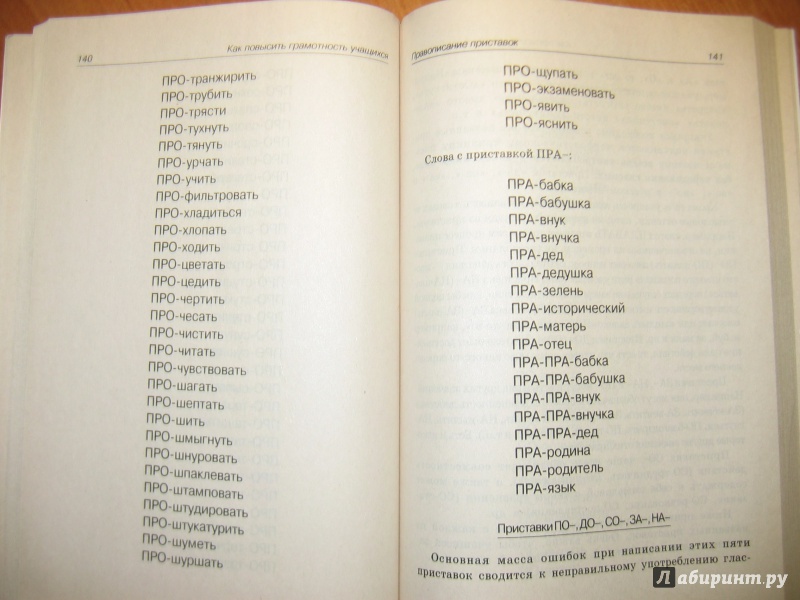 140
Как повысить грамотность учащихся
ПРО-транжирить
ПРО-трубить
ПРО-трясти
ПРО-тухнуть
ПРО-тянуть
ПРО-урчать
ПРО-учить
ПРО-фильтровать
ПРО-хладиться
ПРО-хлопать
ПРО-ходить
ПРО-цветать
ПРО-цедить
ПРО-чертить
ПРО-чесать
ПРО-чистить
ПРО-читать
ПРО-чувствовать
ПРО-шагать
ПРО-шептать
ПРО-шить
ПРО-шмыгнуть
ПРО-шнуровать
ПРО-шпаклевать
ПРО-штамповать
ПРО-штудировать
ПРО-штукатурить
ПРО-шуметь
ПРО-шуршать
Правописание приставок
141
ПРО-щупать
ПРО-экзаменовать
ПРО-явить
ПРО-яснить
Слова с приставкой ПРА–:
ПРА-бабка
ПРА-бабушка
ПРА-внук
ПРА-внучка
ПРА-дед
ПРА-дедушка
ПРА-зелень
ПРА-исторический
ПРА-матерь
ПРА-отец
ПРА-ПРА-бабка
ПРА-ПРА-бабушка
ПРА-ПРА-внук
ПРА-ПРА-внучка
ПРА-ПРА-дед
ПРА-родина
ПРА-родитель
ПРА-язык
Приставки ПО–, ДО–, СО–, ЗА–, НА–
Основная масса ошибок при написании этих пяти
приставок сводится к неправильному употреблению глас-
Лабиринт.ру